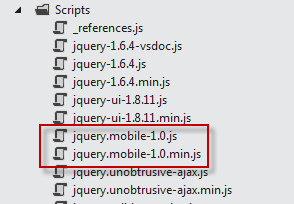 Scripts
_references.js
jquery-1.6.4-vsdoc.js
jquery-1.6.4.js
jquery-1.6.4.min.js
jquery-ui-1.8.11.js
jquery-ui-1.8.11.min.js
jquery.mobile-1.0.js
jquery.mobile-1.0.min.js
jquery.unobtrusive-ajax.js
jquery.unobtrusive-ajax.min.js